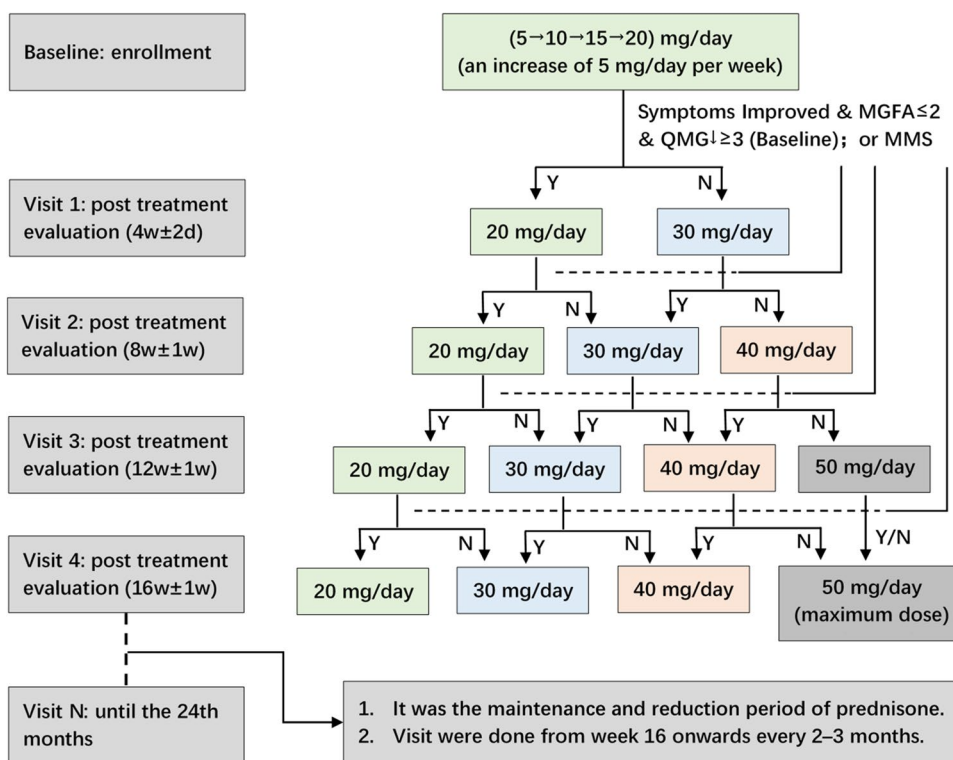 Baseline: enrollment
(5→10→15→20) mg/day
(an increase of 5 mg/day per week)
Symptoms Improved & MGFA≤2
& QMG↓≥3 (Baseline); or MMS
Y
N
Visit 1: post treatment
evaluation (4w±2d)
20 mg/day
30 mg/day
Y
N
Y
N
Visit 2: post treatment
evaluation (8w±1w)
20 mg/day
30 mg/day
40 mg/day
Y
N
Y
N
Y
N
Visit 3: post treatment
evaluation (12w±1w)
20 mg/day
30 mg/day
40 mg/day
50 mg/day
Y
N
Y
N
Y
N
Y/N
Visit 4: post treatment
evaluation (16w±1w)
20 mg/day
30 mg/day
40 mg/day
50 mg/day
(maximum dose)
Visit N: until the 24th
months
1. It was the maintenance and reduction period of prednisone.
2. Visit were done from week 16 onwards every 2–3 months.